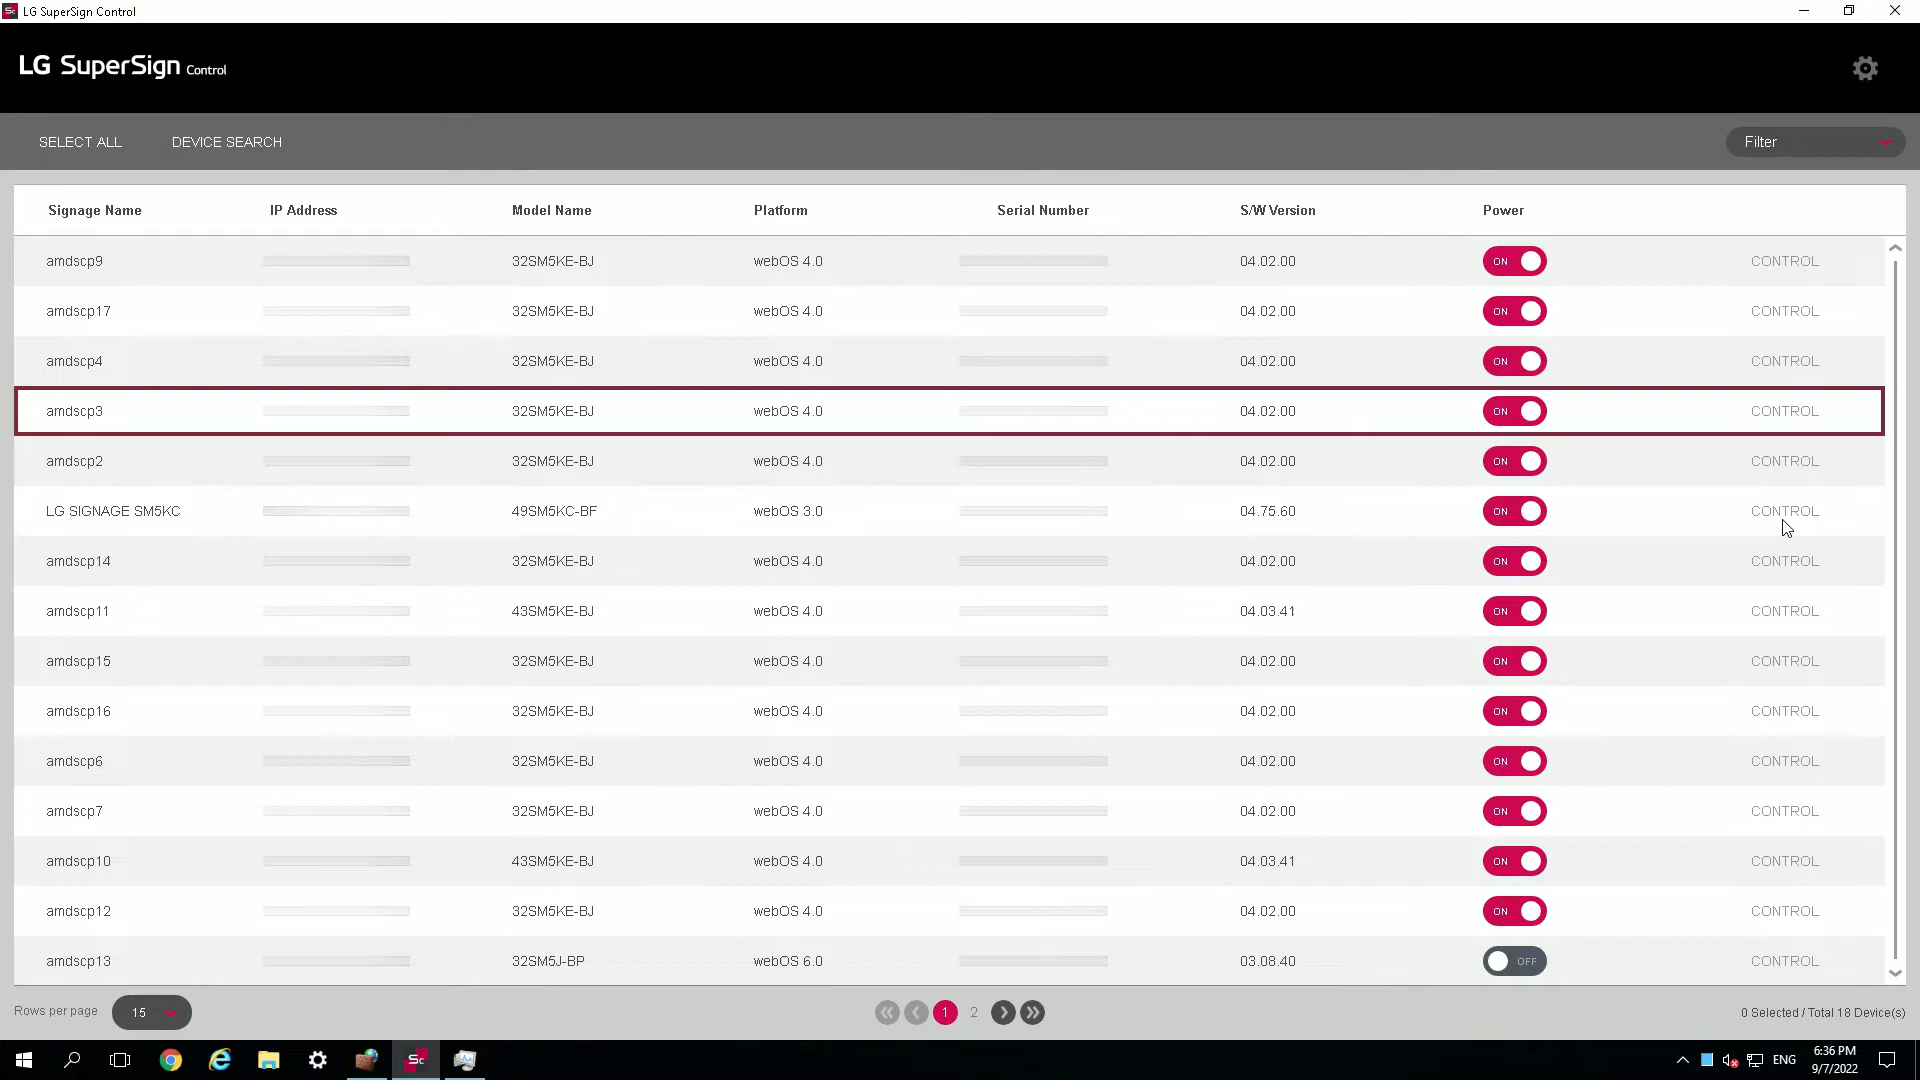 LG SuperSign Control
LG SuperSign Control
SELECT ALL DEVICE SEARCH Filter
Signage Name IP Address Model Name Platform Serial Number S/W Version Power
amdscp9 32SM5KE-BJ webOS 4.0 04.02.00 ON CONTROL
amdscp17 32SM5KE-BJ webOS 4.0 04.02.00 ON CONTROL
amdscp4 32SM5KE-BJ webOS 4.0 04.02.00 ON CONTROL
amdscp3 32SM5KE-BJ webOS 4.0 04.02.00 ON CONTROL
amdscp2 32SM5KE-BJ webOS 4.0 04.02.00 ON CONTROL
LG SIGNAGE SM5KC 49SM5KC-BF webOS 3.0 04.75.60 ON CONTROL
amdscp14 32SM5KE-BJ webOS 4.0 04.02.00 ON CONTROL
amdscp11 43SM5KE-BJ webOS 4.0 04.03.41 ON CONTROL
amdscp15 32SM5KE-BJ webOS 4.0 04.02.00 ON CONTROL
amdscp16 32SM5KE-BJ webOS 4.0 04.02.00 ON CONTROL
amdscp6 32SM5KE-BJ webOS 4.0 04.02.00 ON CONTROL
amdscp7 32SM5KE-BJ webOS 4.0 04.02.00 ON CONTROL
amdscp10 43SM5KE-BJ webOS 4.0 04.03.41 ON CONTROL
amdscp12 32SM5KE-BJ webOS 4.0 04.02.00 ON CONTROL
amdscp13 32SM5J-BP webOS 6.0 03.08.40 OFF CONTROL
Rows per page 15 1 2 0 Selected / Total 18 Device(s)
Sc ENG 6:36 PM
9/7/2022